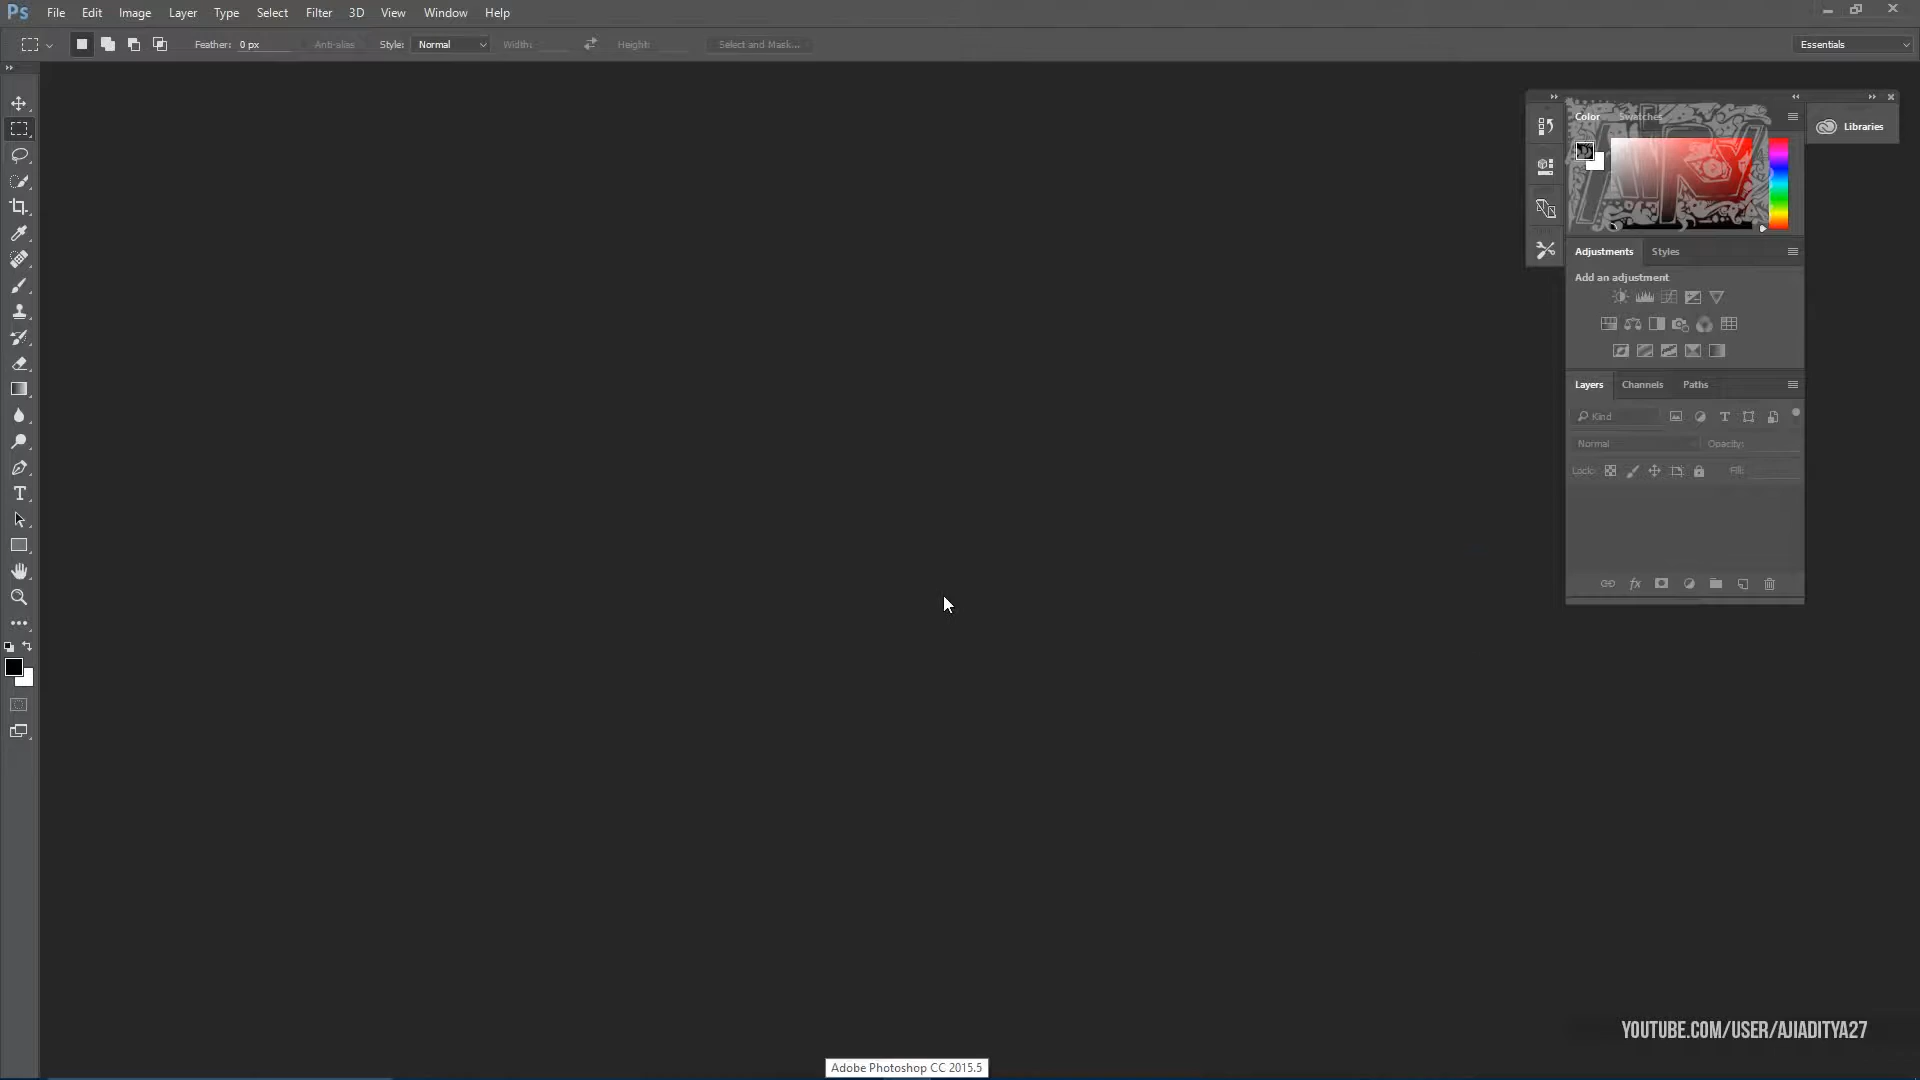 Ps File Edit Image Layer Type Select Filter 3D View Window Help
Feather: 0 px Anti-alias Style: Normal Width: Height: Select and Mask... Essentials
Color Swatches
Libraries
Adjustments Styles
Add an adjustment
Layers Channels Paths
Kind
Normal Opacity:
Lock: Fill:
YOUTUBE.COM/USER/AJIADITYA27
Adobe Photoshop CC 2015.5